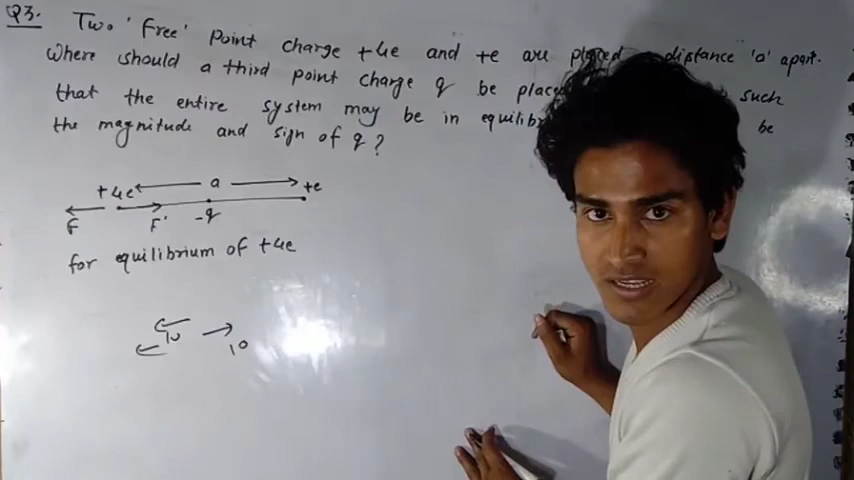 Q3. Two 'free' point charge +4e and +e are placed distance 'a' apart.
Where should a third point charge q be place such
that the entire system may be in equilib be
the magnitude and sign of q?
a
+4e +e
F F' -q
for equilibrium of +4e
10
10